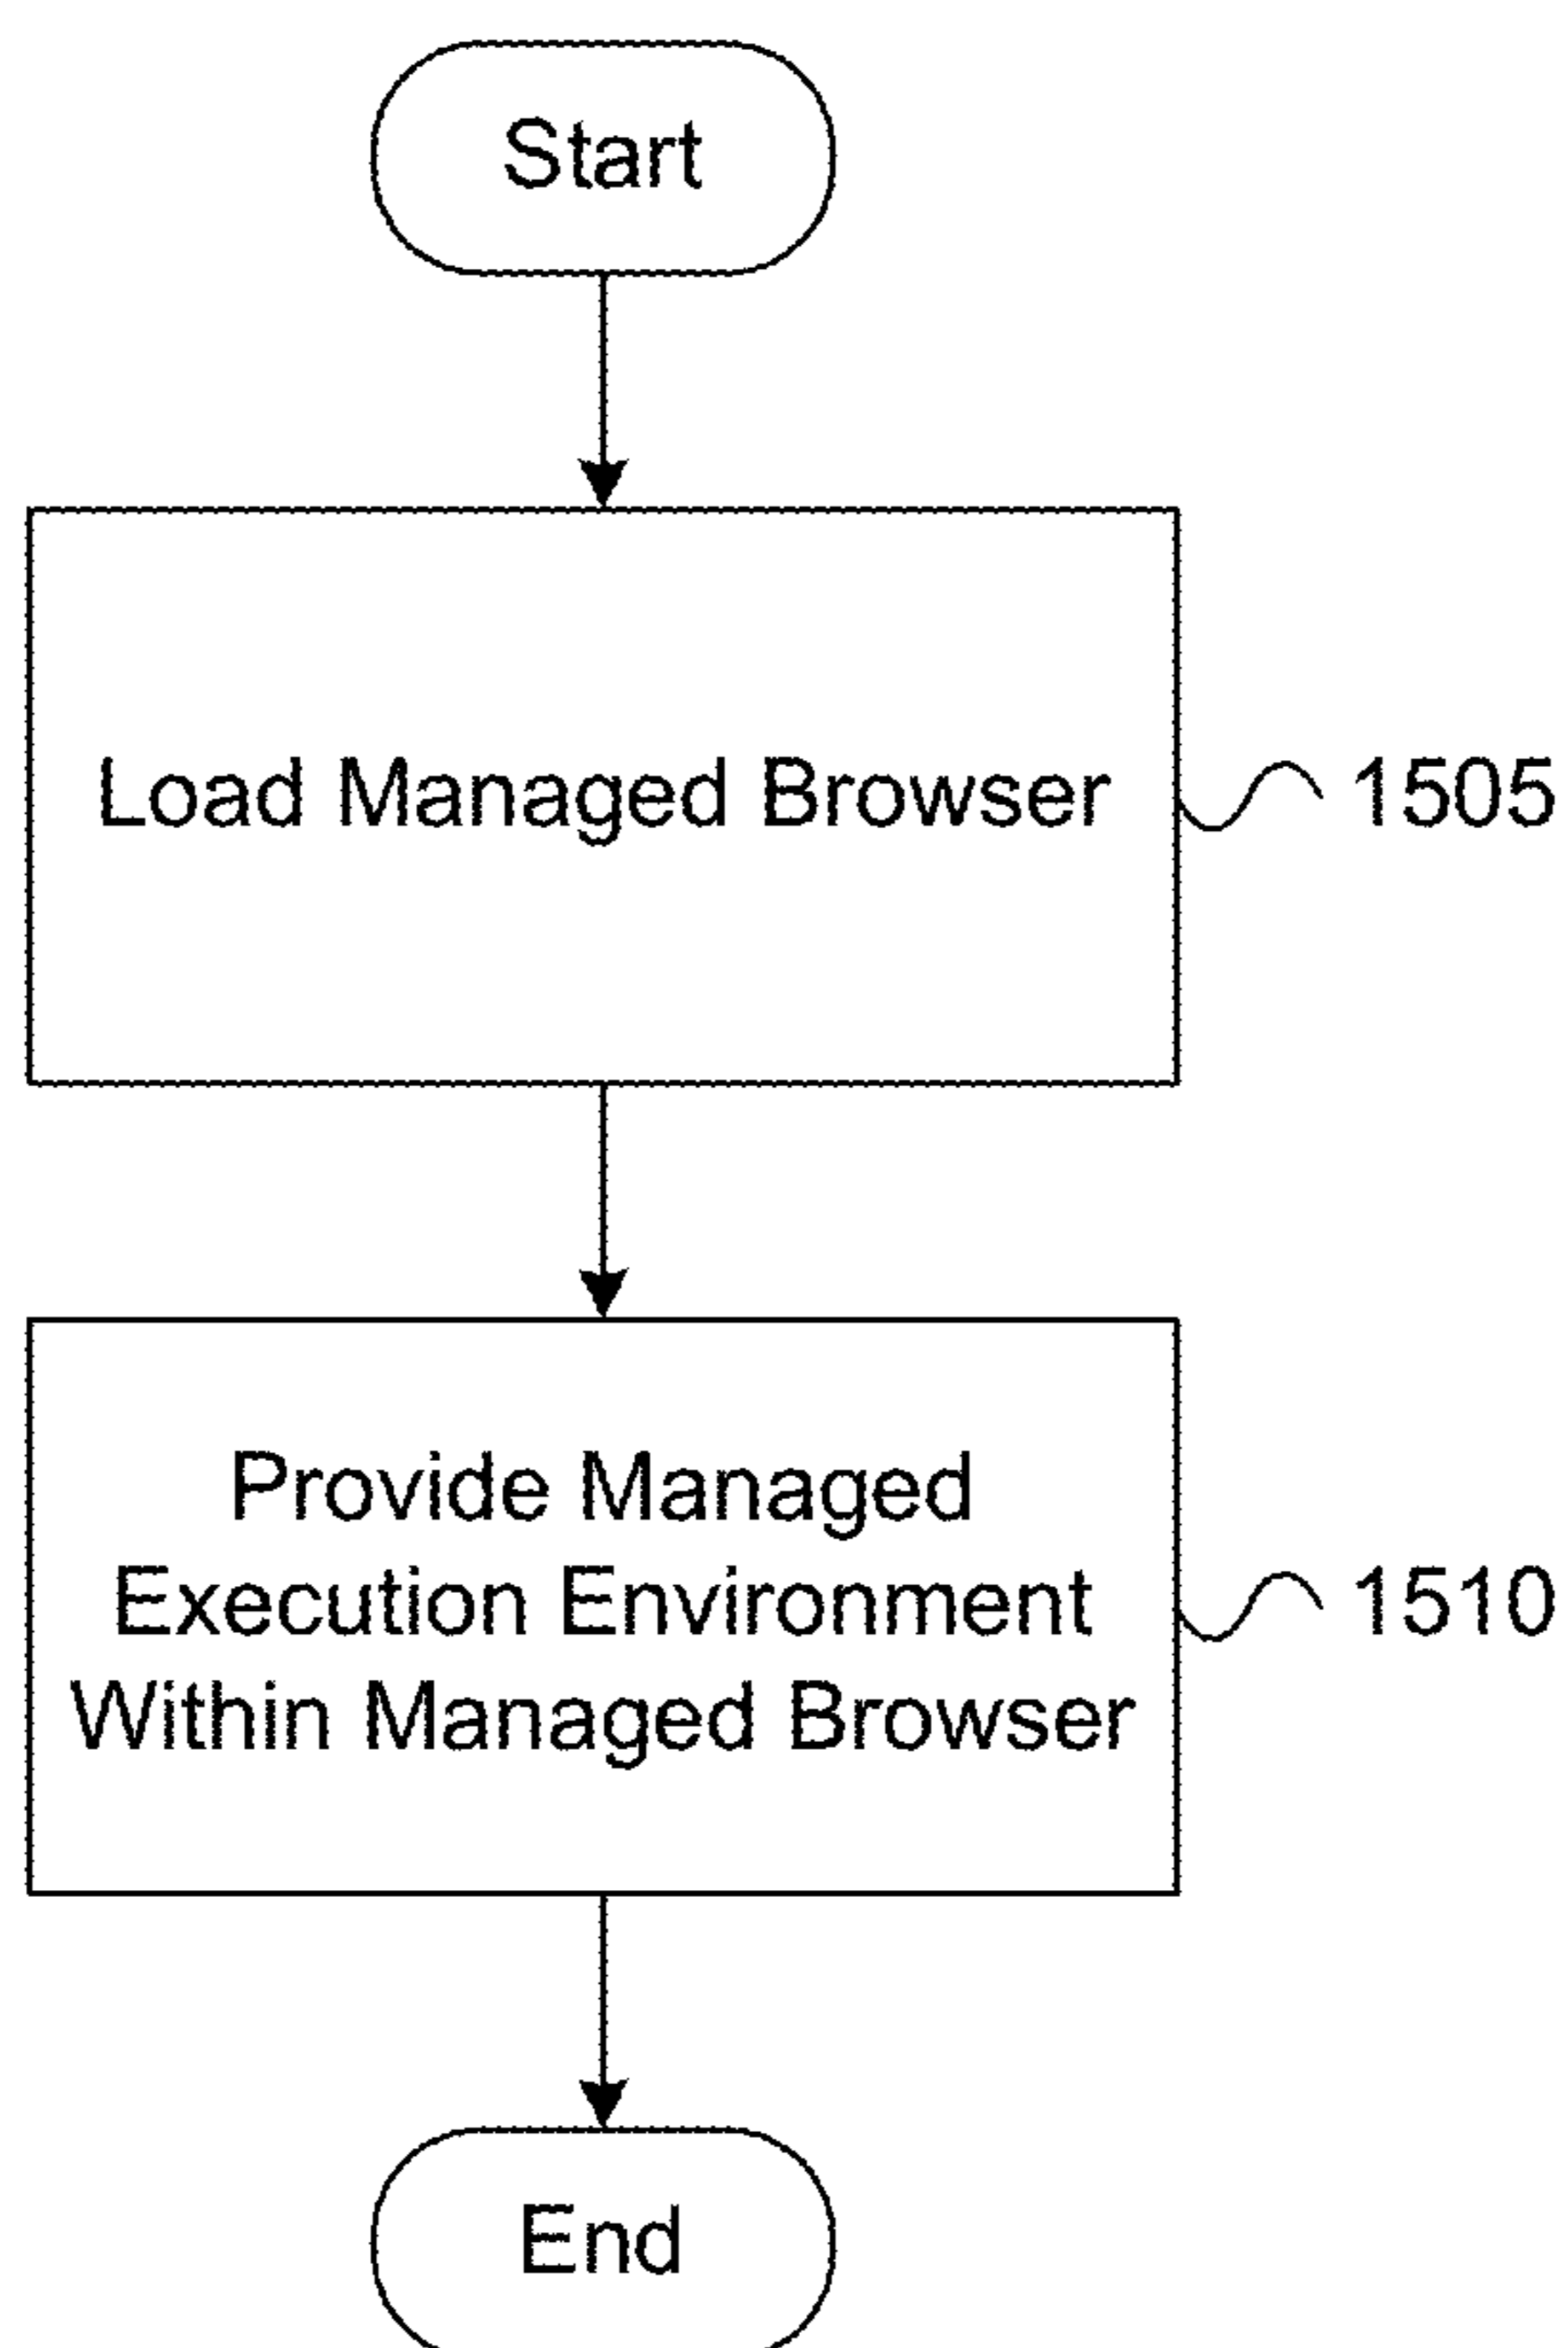 Start
Load Managed Browser
1505
Provide Managed
Execution Environment
Within Managed Browser
1510
End